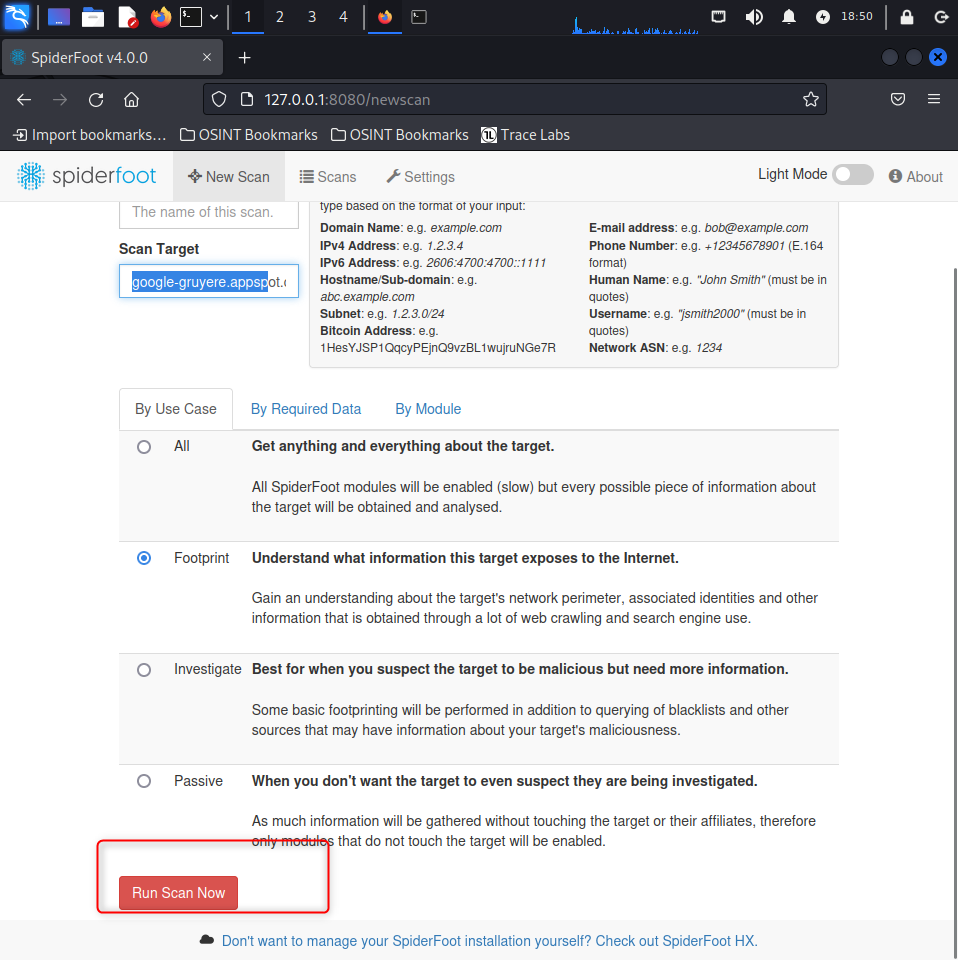 1 2 3 4 18:50
SpiderFoot v4.0.0
127.0.0.1:8080/newscan
Import bookmarks... OSINT Bookmarks OSINT Bookmarks Trace Labs
spiderfoot New Scan Scans Settings Light Mode About
The name of this scan.
Scan Target
google-gruyere.appspot.c
type based on the format of your input:
Domain Name: e.g. example.com
IPv4 Address: e.g. 1.2.3.4
IPv6 Address: e.g. 2606:4700:4700::1111
Hostname/Sub-domain: e.g.
abc.example.com
Subnet: e.g. 1.2.3.0/24
Bitcoin Address: e.g.
1HesYJSP1QqcyPEjnQ9vzBL1wujruNGe7R
E-mail address: e.g. bob@example.com
Phone Number: e.g. +12345678901 (E.164
format)
Human Name: e.g. "John Smith" (must be in
quotes)
Username: e.g. "jsmith2000" (must be in
quotes)
Network ASN: e.g. 1234
By Use Case By Required Data By Module
All Get anything and everything about the target.
All SpiderFoot modules will be enabled (slow) but every possible piece of information about
the target will be obtained and analysed.
Footprint Understand what information this target exposes to the Internet.
Gain an understanding about the target's network perimeter, associated identities and other
information that is obtained through a lot of web crawling and search engine use.
Investigate Best for when you suspect the target to be malicious but need more information.
Some basic footprinting will be performed in addition to querying of blacklists and other
sources that may have information about your target's maliciousness.
Passive When you don't want the target to even suspect they are being investigated.
As much information will be gathered without touching the target or their affiliates, therefore
only modules that do not touch the target will be enabled.
Run Scan Now
Don't want to manage your SpiderFoot installation yourself? Check out SpiderFoot HX.